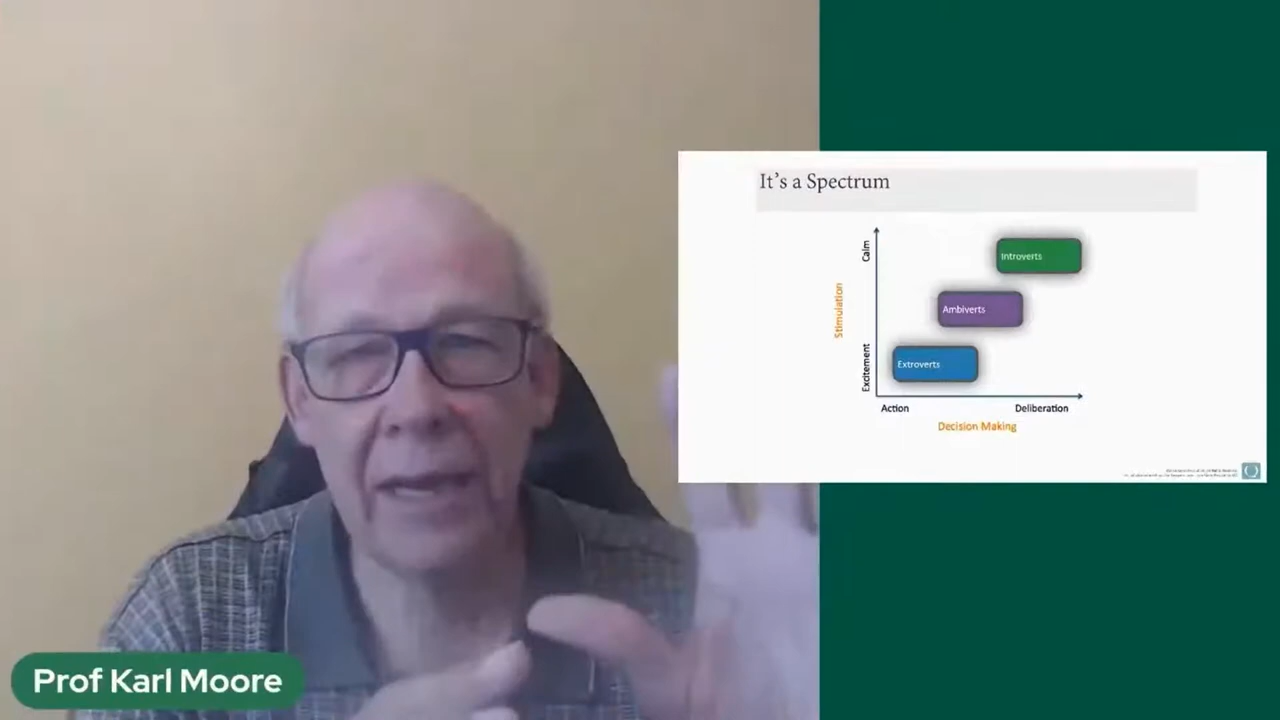 It's a Spectrum
Calm
Introverts
Stimulation
Ambiverts
Excitement
Extroverts
Action
Deliberation
Decision Making
Prof Karl Moore